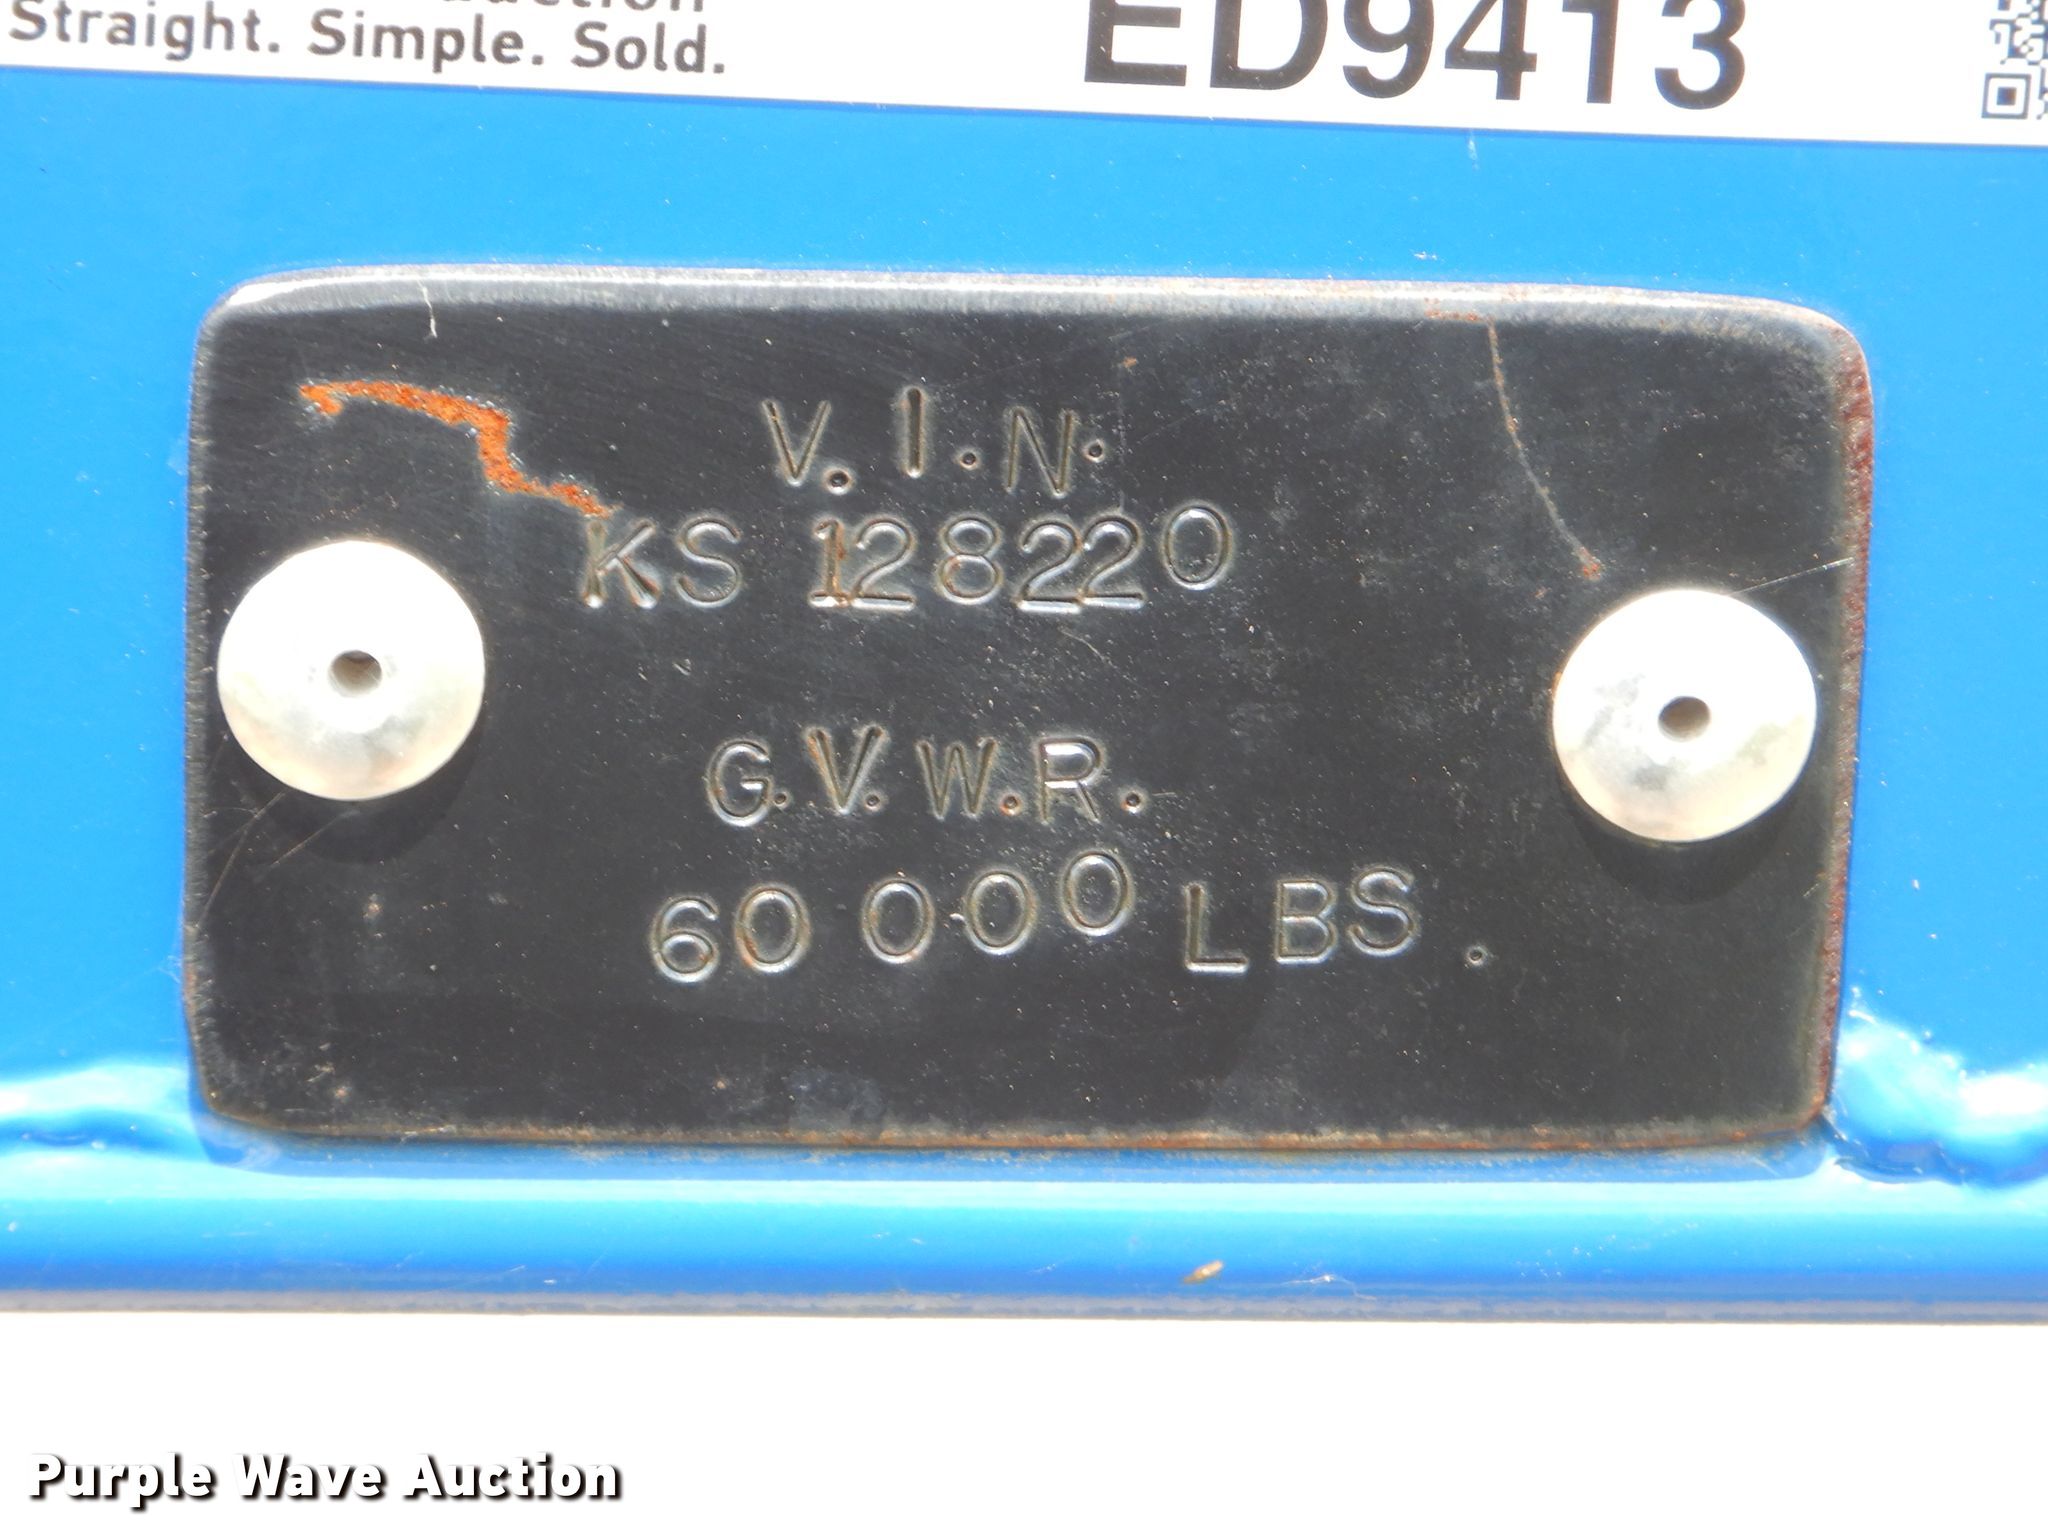 Straight. Simple. Sold.
ED9413
V.I.N.
KS 128220
G.V.W.R.
60000 LBS.
Purple Wave Auction